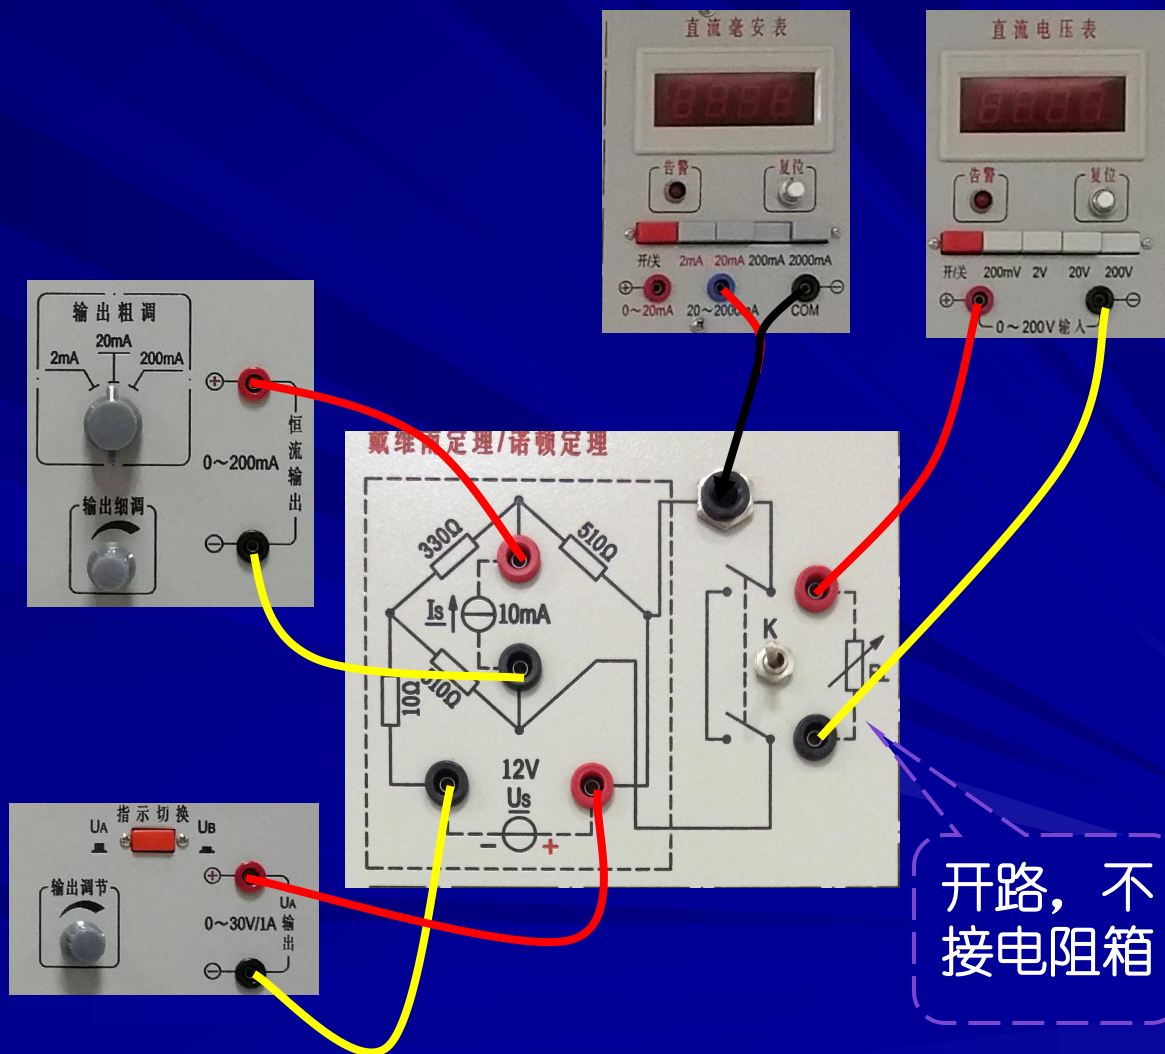 直流毫安表
告警
复位
开/关 2mA 20mA 200mA 2000mA
0～20mA 20～2000mA COM
直流电压表
告警
复位
开/关 200mV 2V 20V 200V
0～200V输入
输出粗调
20mA
2mA 200mA
0～200mA
恒流输出
输出细调
戴维南定理/诺顿定理
330Ω
510Ω
Is
10mA
510Ω
10Ω
K
RL
12V
Us
指示切换
UA UB
输出调节
0～30V/1A
UA输出
开路，不
接电阻箱